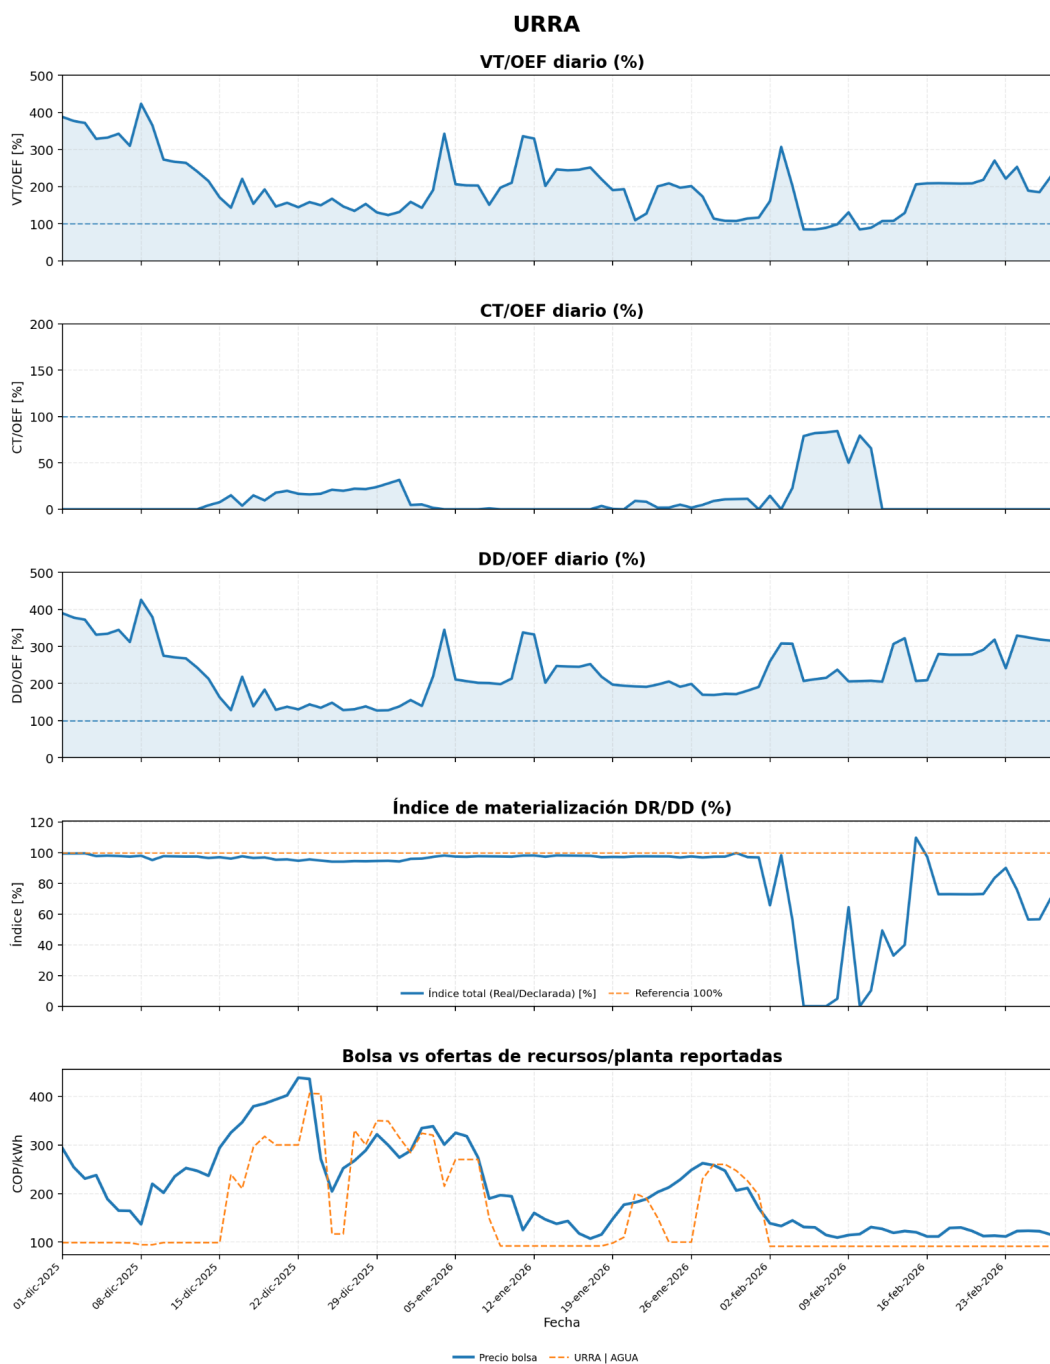 URRA
VT/OEF diario (%)
VT/OEF [%]
500
400
300
200
100
0
CT/OEF diario (%)
CT/OEF [%]
200
150
100
50
0
DD/OEF diario (%)
DD/OEF [%]
500
400
300
200
100
0
Índice de materialización DR/DD (%)
Índice [%]
120
100
80
60
40
20
0
Índice total (Real/Declarada) [%]
Referencia 100%
Bolsa vs ofertas de recursos/planta reportadas
COP/kWh
400
300
200
100
01-dic-2025
08-dic-2025
15-dic-2025
22-dic-2025
29-dic-2025
05-ene-2026
12-ene-2026
19-ene-2026
26-ene-2026
02-feb-2026
09-feb-2026
16-feb-2026
23-feb-2026
Fecha
Precio bolsa
URRA | AGUA